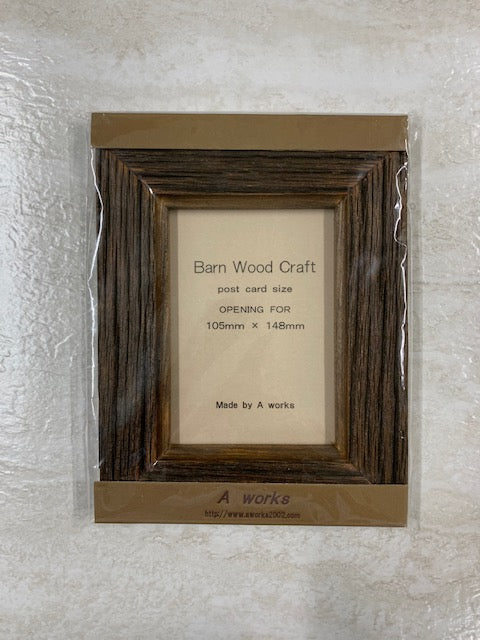 Barn Wood Craft
post card size
OPENING FOR
105mm × 148mm
Made by A works
A works
http://www.aworks2002.com